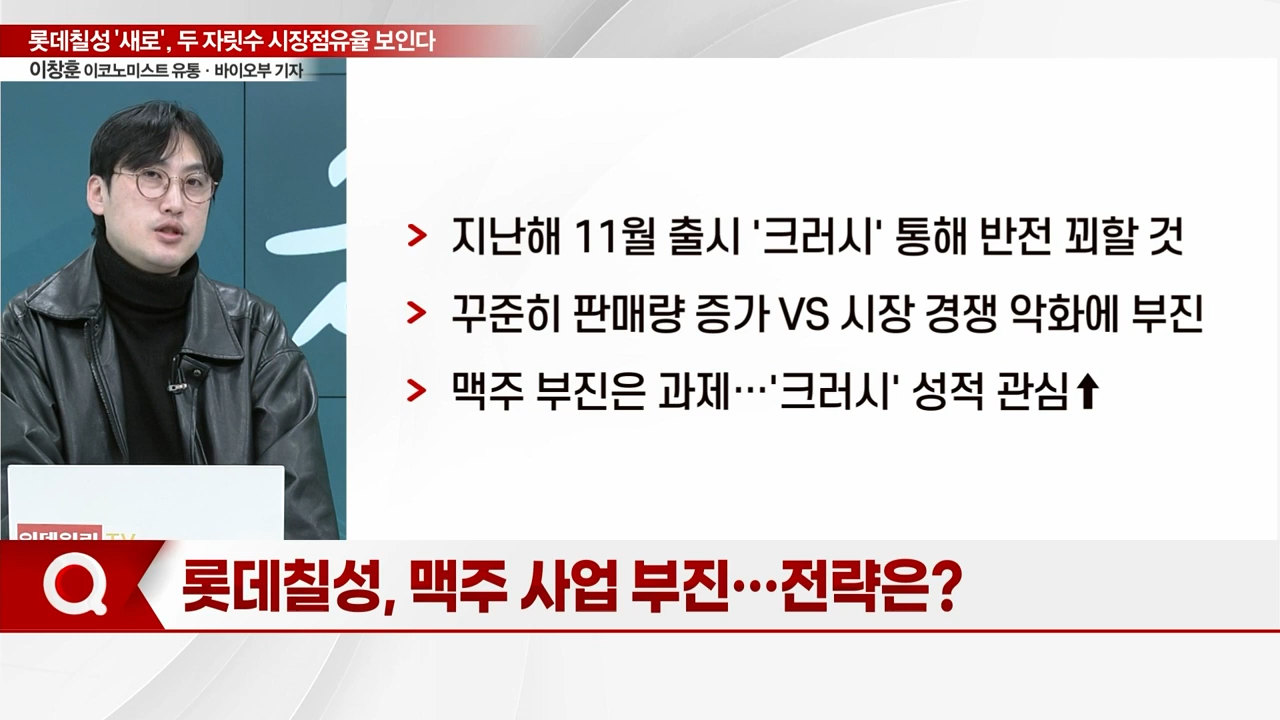 롯데칠성 '새로', 두 자릿수 시장점유율 보인다
이창훈 이코노미스트 유통·바이오부 기자
> 지난해 11월 출시 '크러시' 통해 반전 꾀할 것
> 꾸준히 판매량 증가 VS 시장 경쟁 악화에 부진
> 맥주 부진은 과제…'크러시' 성적 관심⬆
이데일리 TV
Q 롯데칠성, 맥주 사업 부진…전략은?